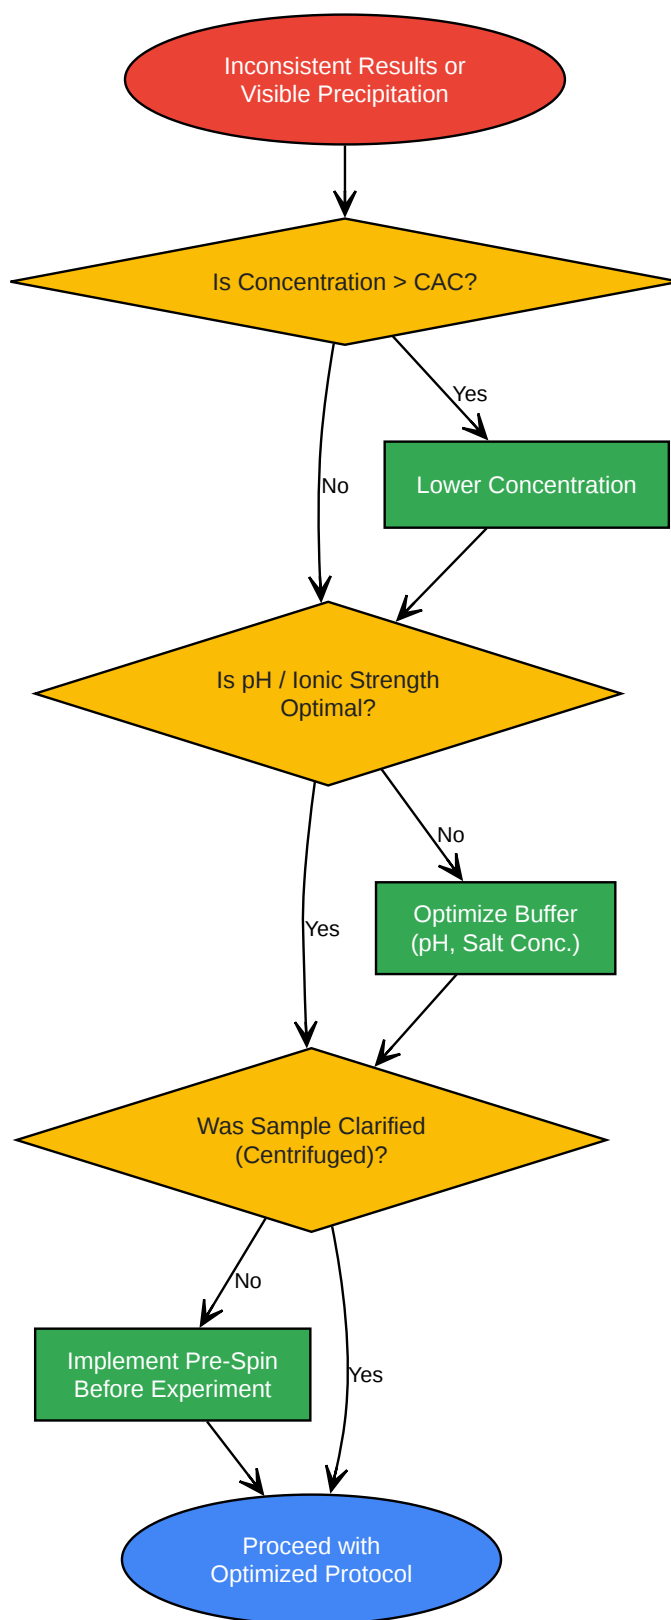 Inconsistent Results or
Visible Precipitation
Is Concentration > CAC?
Yes
Lower Concentration
No
Is pH / Ionic Strength
Optimal?
No
Optimize Buffer
(pH, Salt Conc.)
Yes
Was Sample Clarified
(Centrifuged)?
No
Implement Pre-Spin
Before Experiment
Yes
Proceed with
Optimized Protocol